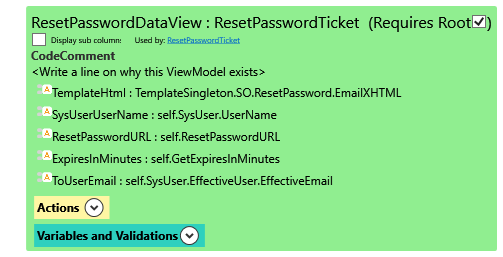 ResetPasswordDataView : ResetPasswordTicket (Requires Root )
Display sub column Used by: ResetPasswordTicket
CodeComment
<Write a line on why this ViewModel exists>
A TemplateHtml : TemplateSingleton.SO.ResetPassword.EmailXHTML
A SysUserUserName : self.SysUser.UserName
A ResetPasswordURL : self.ResetPasswordURL
A ExpiresInMinutes : self.GetExpiresInMinutes
A ToUserEmail : self.SysUser.EffectiveUser.EffectiveEmail
Actions
Variables and Validations